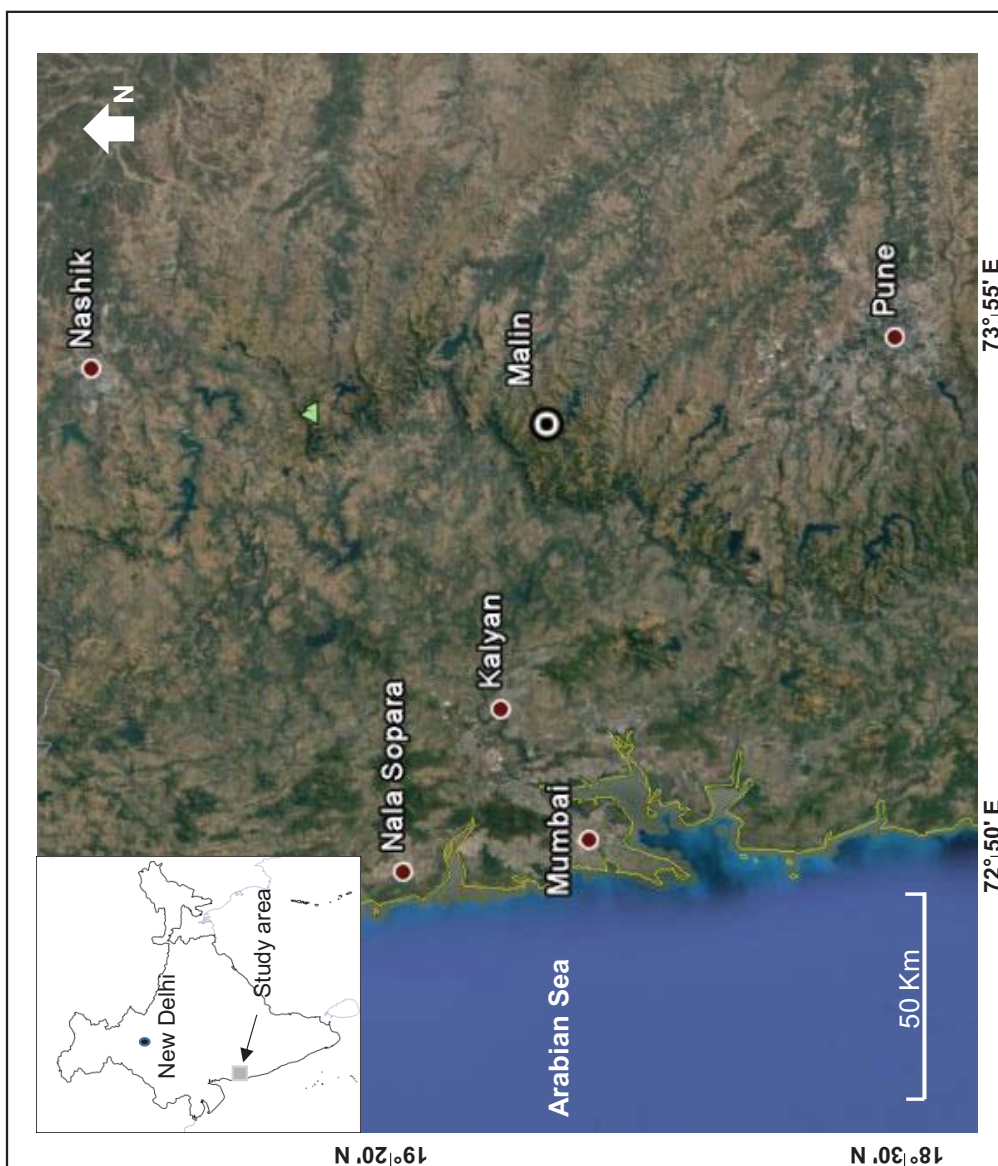 N
Nashik
Malin
Pune
Nala Sopara
Kalyan
Mumbai
Arabian Sea
New Delhi
Study area
50 Km
19° 20' N
18° 30' N
72° 50' E
73° 55' E